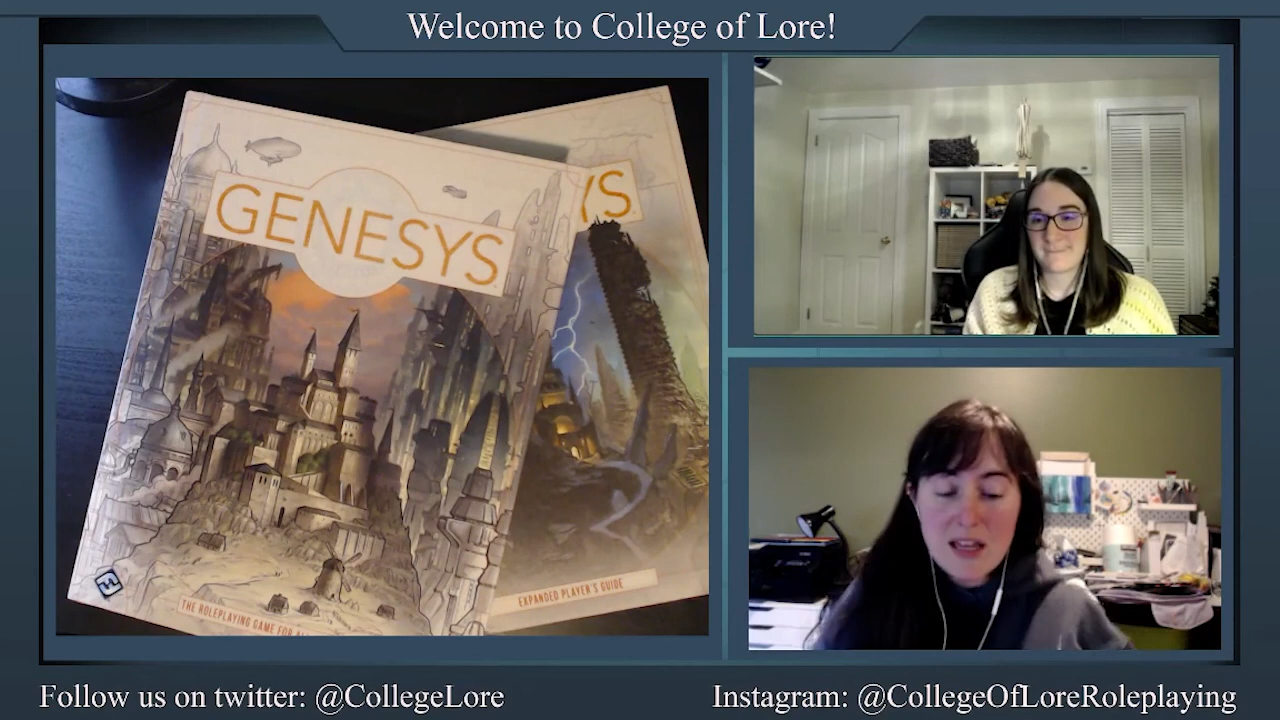 Welcome to College of Lore!
GENESYS
YS
THE ROLEPLAYING GAME FOR
EXPANDED PLAYER'S GUIDE
Follow us on twitter: @CollegeLore
Instagram: @CollegeOfLoreRoleplaying